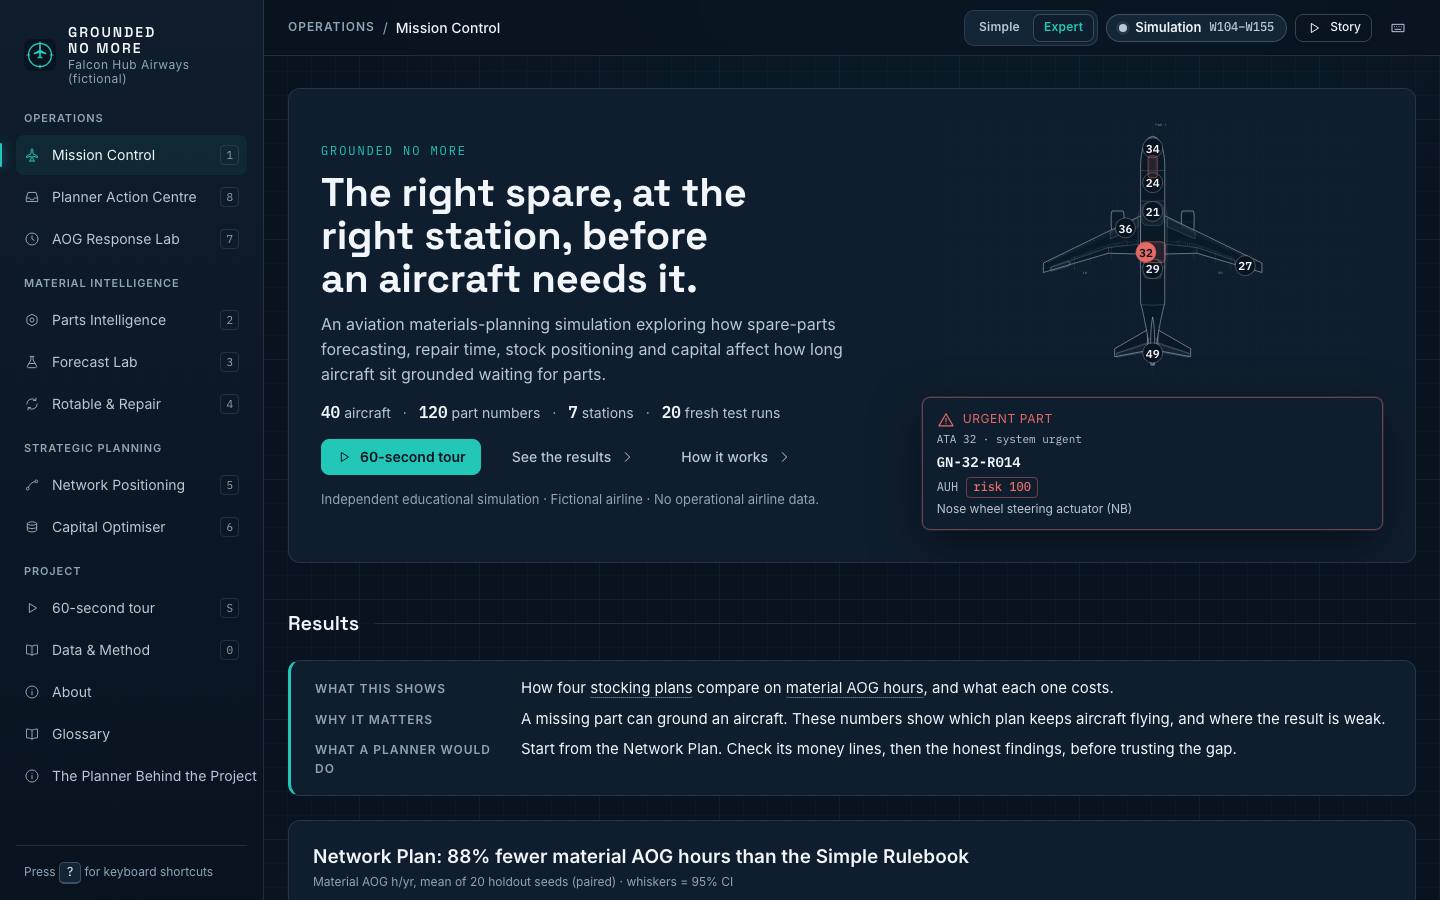 GROUNDED
NO MORE
Falcon Hub Airways
(fictional)
OPERATIONS
Mission Control 1
Planner Action Centre 8
AOG Response Lab 7
MATERIAL INTELLIGENCE
Parts Intelligence 2
Forecast Lab 3
Rotable & Repair 4
STRATEGIC PLANNING
Network Positioning 5
Capital Optimiser 6
PROJECT
60-second tour S
Data & Method 0
About
Glossary
The Planner Behind the Project
Press ? for keyboard shortcuts
OPERATIONS / Mission Control
Simple Expert Simulation W104–W155 Story
GROUNDED NO MORE
The right spare, at the
right station, before
an aircraft needs it.
An aviation materials-planning simulation exploring how spare-parts
forecasting, repair time, stock positioning and capital affect how long
aircraft sit grounded waiting for parts.
40 aircraft · 120 part numbers · 7 stations · 20 fresh test runs
60-second tour See the results How it works
Independent educational simulation · Fictional airline · No operational airline data.
34
24
21
36
32
29
27
49
URGENT PART
ATA 32 · system urgent
GN-32-R014
AUH risk 100
Nose wheel steering actuator (NB)
Results
WHAT THIS SHOWS How four stocking plans compare on material AOG hours, and what each one costs.
WHY IT MATTERS A missing part can ground an aircraft. These numbers show which plan keeps aircraft flying, and where the result is weak.
WHAT A PLANNER WOULD DO Start from the Network Plan. Check its money lines, then the honest findings, before trusting the gap.
Network Plan: 88% fewer material AOG hours than the Simple Rulebook
Material AOG h/yr, mean of 20 holdout seeds (paired) · whiskers = 95% CI